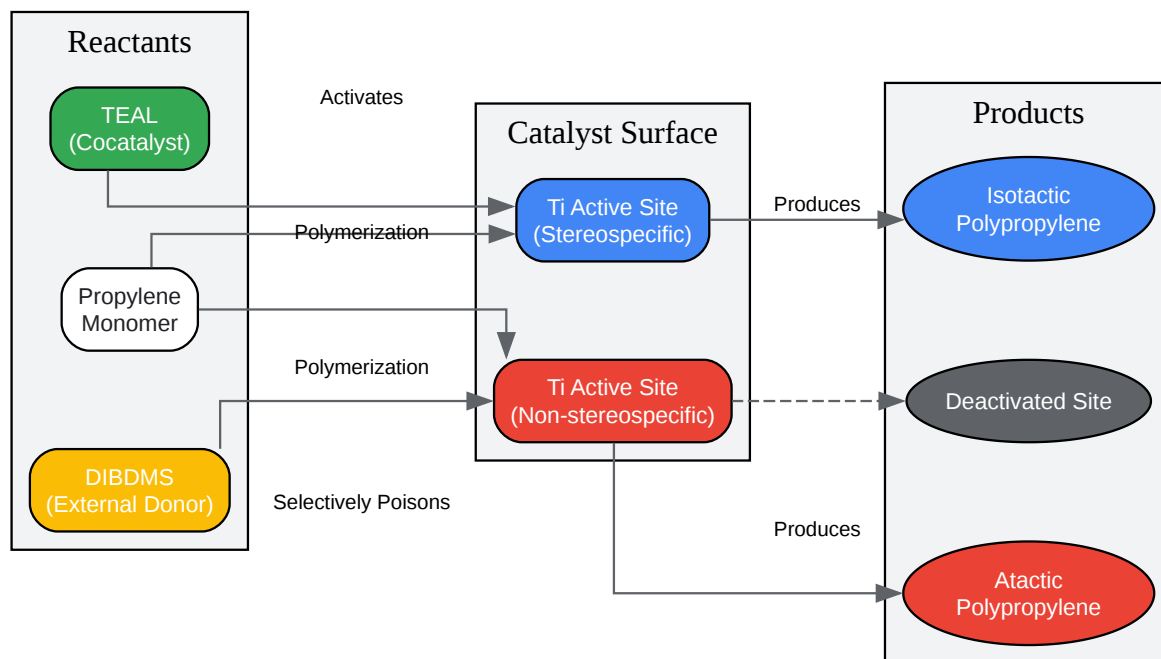 Reactants
TEAL
(Cocatalyst)
Propylene
Monomer
DIBDMS
(External Donor)
Activates
Polymerization
Polymerization
Selectively Poisons
Catalyst Surface
Ti Active Site
(Stereospecific)
Ti Active Site
(Non-stereospecific)
Produces
Produces
Products
Isotactic
Polypropylene
Deactivated Site
Atactic
Polypropylene